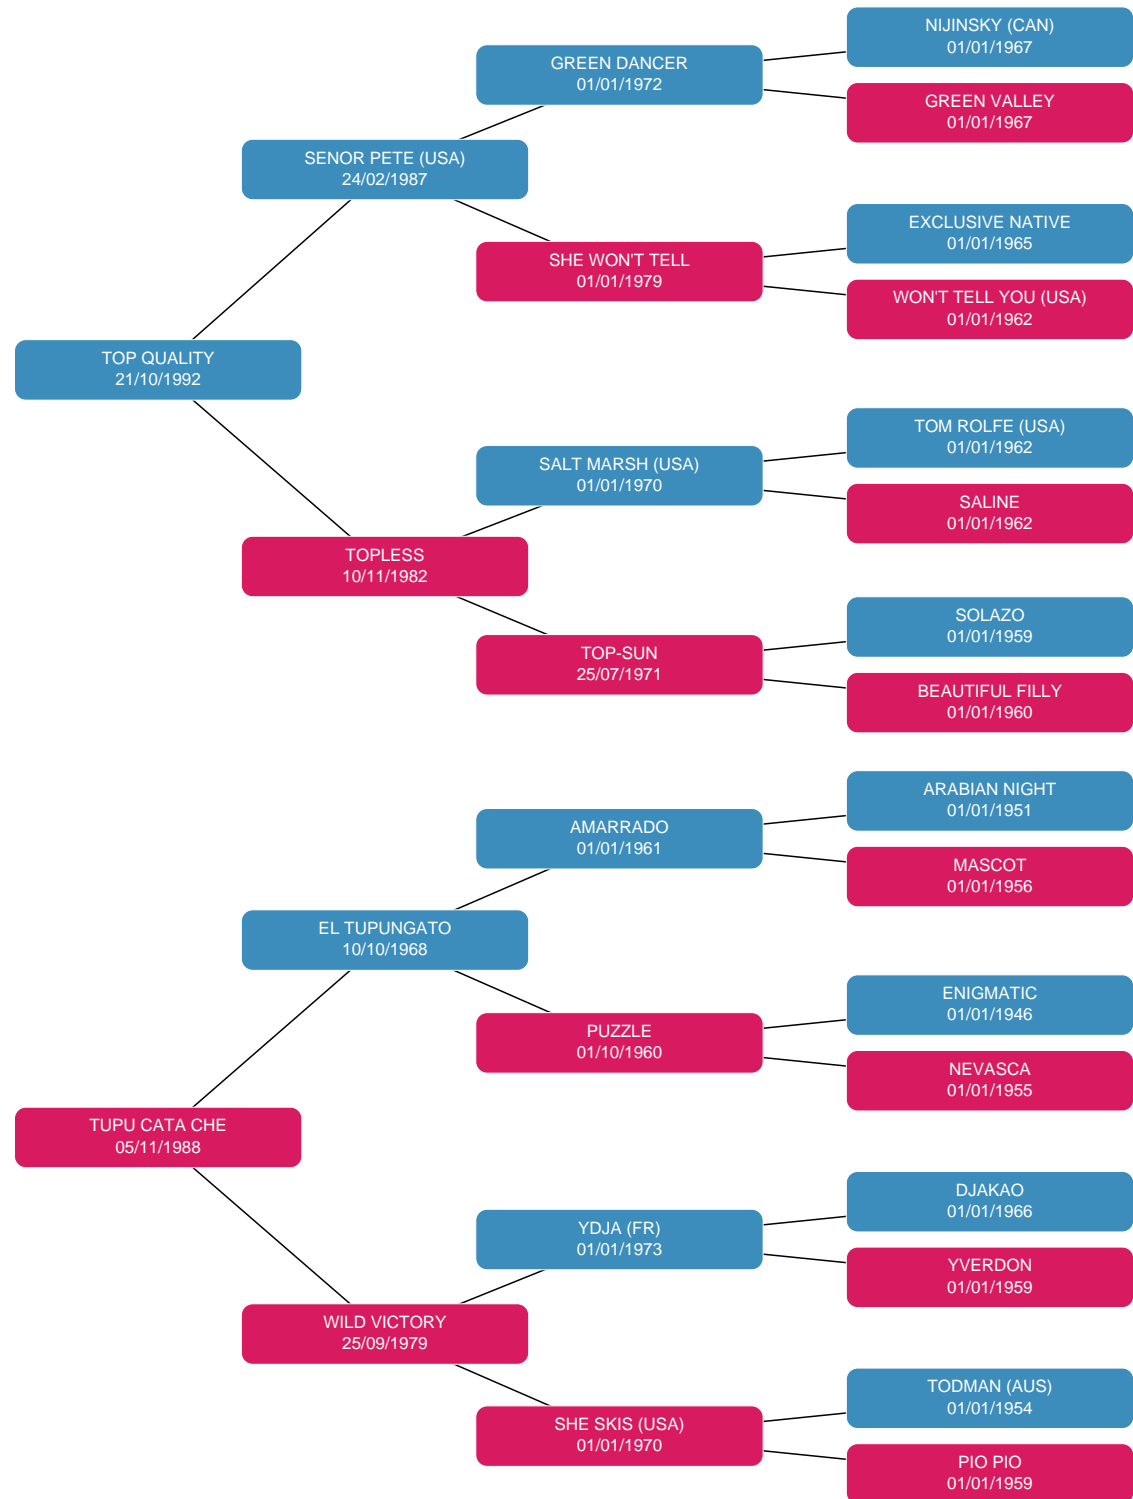 NIJINSKY (CAN)
01/01/1967
GREEN DANCER
01/01/1972
GREEN VALLEY
01/01/1967
SENOR PETE (USA)
24/02/1987
EXCLUSIVE NATIVE
01/01/1965
SHE WON'T TELL
01/01/1979
WON'T TELL YOU (USA)
01/01/1962
TOP QUALITY
21/10/1992
TOM ROLFE (USA)
01/01/1962
SALT MARSH (USA)
01/01/1970
SALINE
01/01/1962
TOPLESS
10/11/1982
SOLAZO
01/01/1959
TOP-SUN
25/07/1971
BEAUTIFUL FILLY
01/01/1960
ARABIAN NIGHT
01/01/1951
AMARRADO
01/01/1961
MASCOT
01/01/1956
EL TUPUNGATO
10/10/1968
ENIGMATIC
01/01/1946
PUZZLE
01/10/1960
NEVASCA
01/01/1955
TUPU CATA CHE
05/11/1988
DJAKAO
01/01/1966
YDJA (FR)
01/01/1973
YVERDON
01/01/1959
WILD VICTORY
25/09/1979
TODMAN (AUS)
01/01/1954
SHE SKIS (USA)
01/01/1970
PIO PIO
01/01/1959